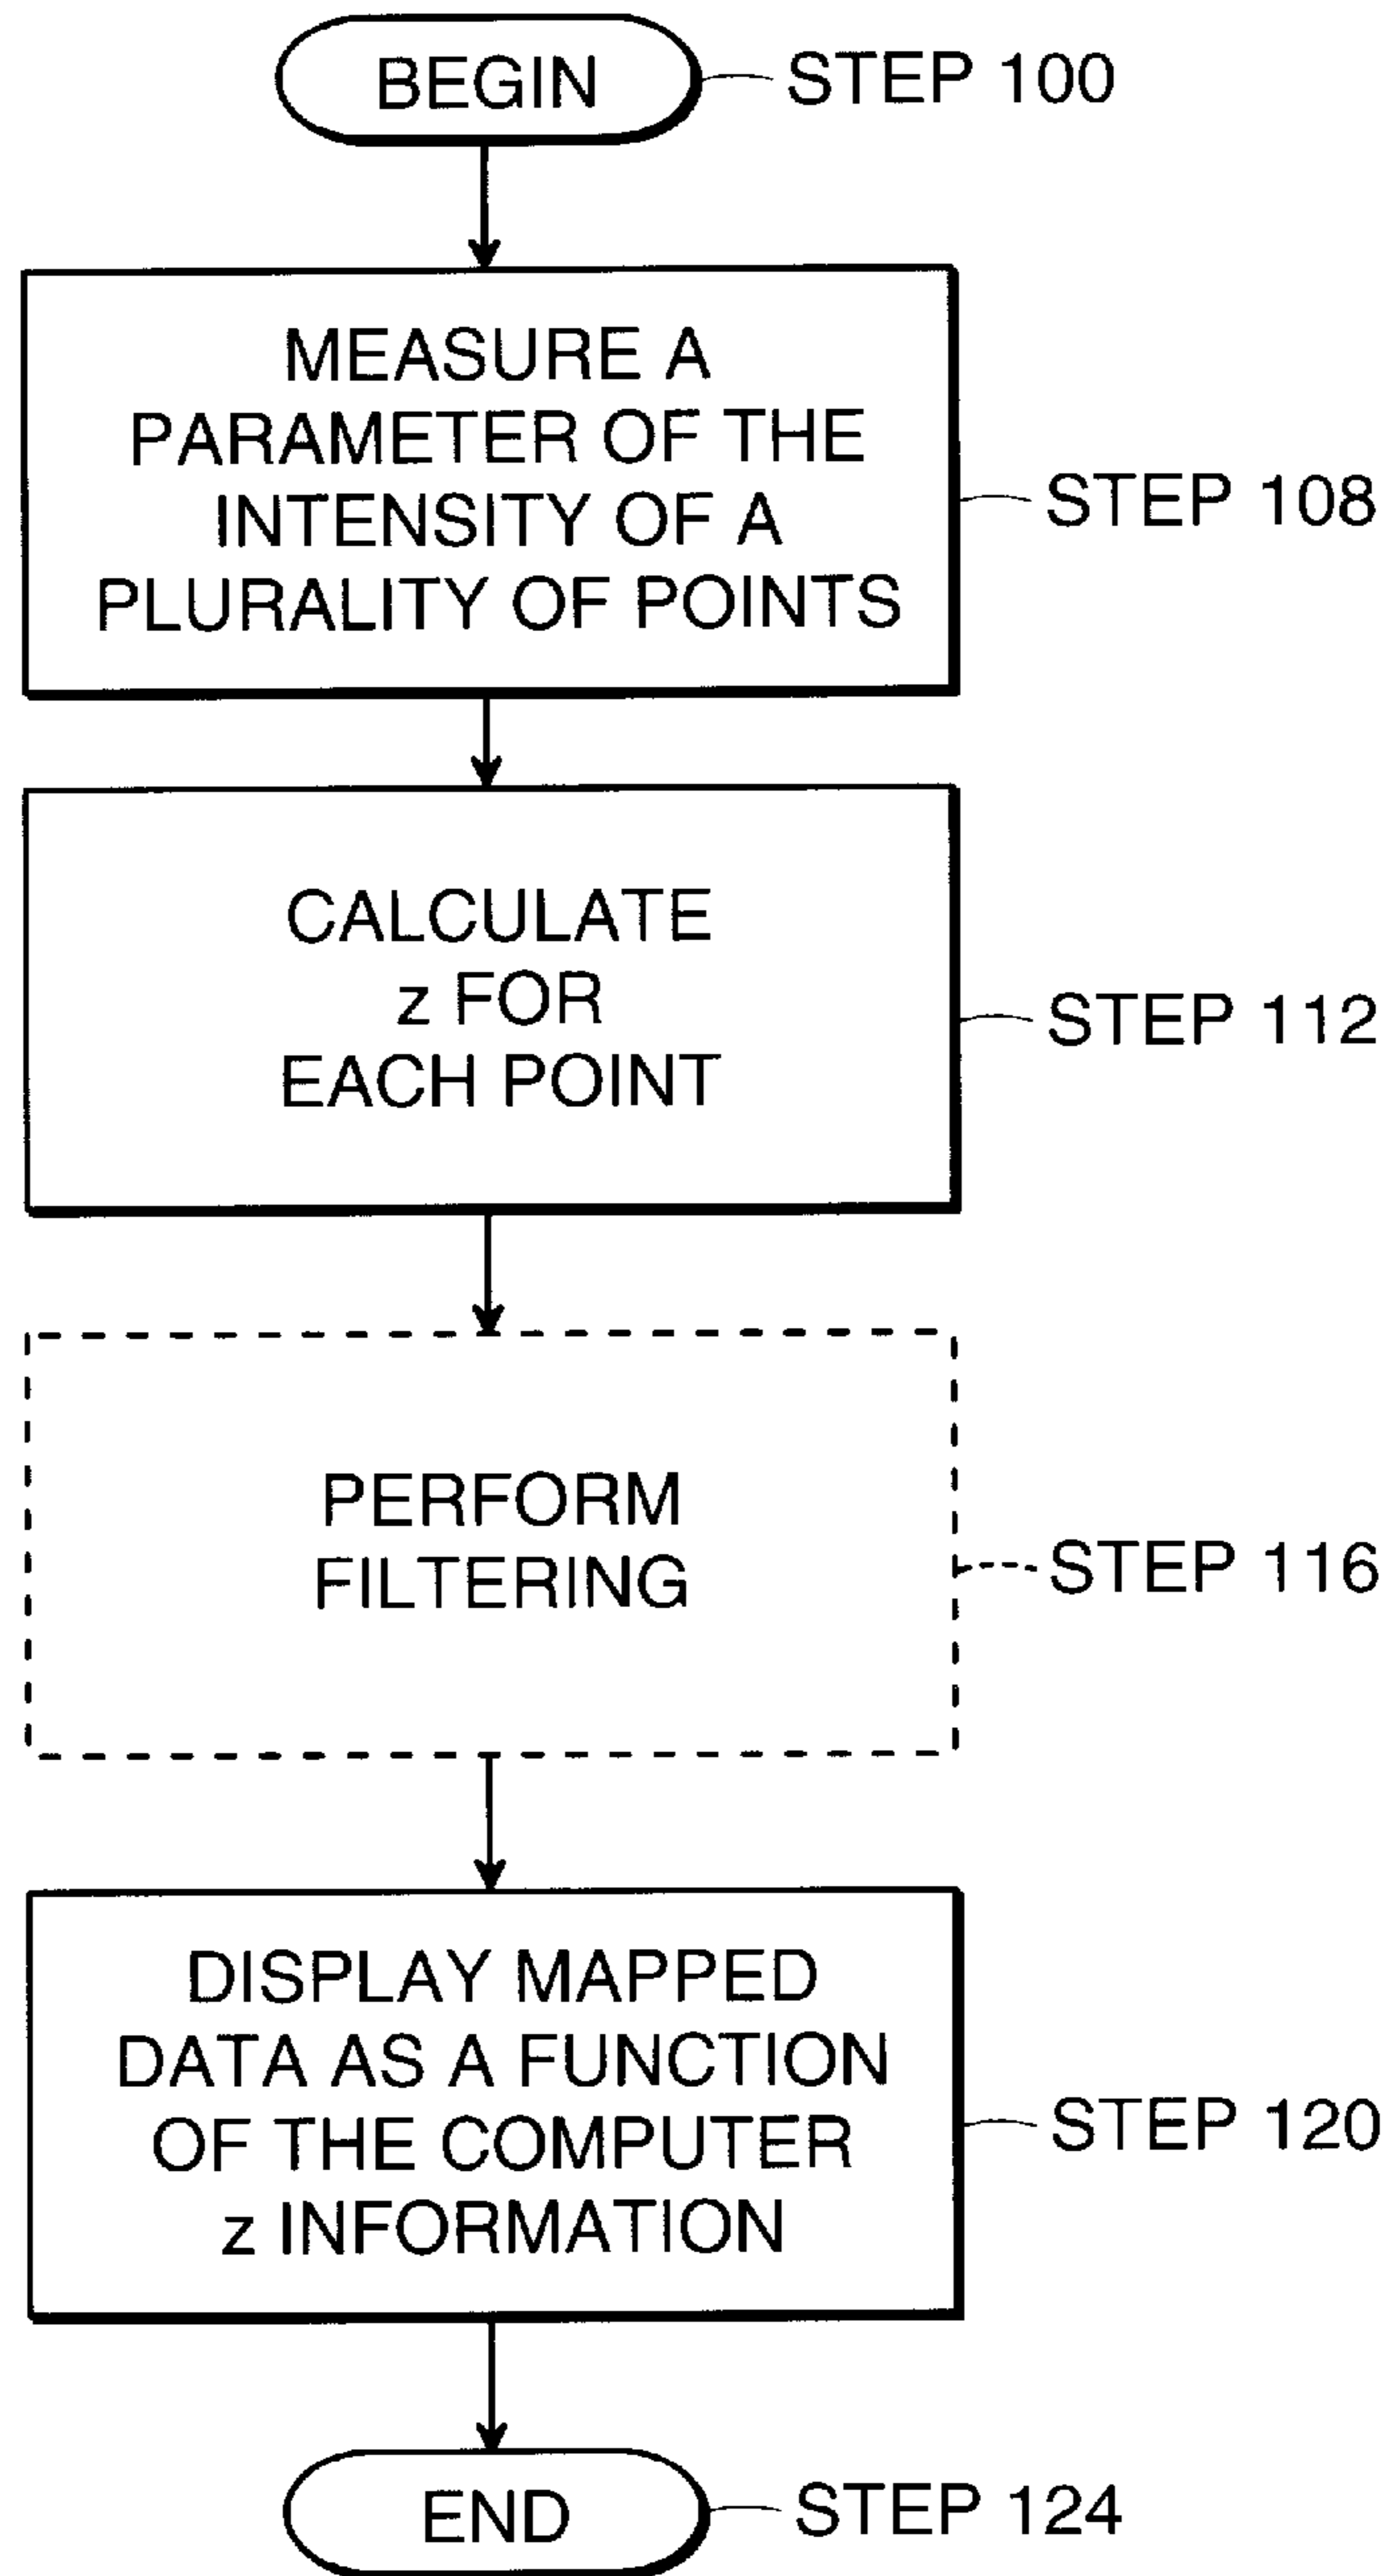 BEGIN
STEP 100
MEASURE A
PARAMETER OF THE
INTENSITY OF A
PLURALITY OF POINTS
STEP 108
CALCULATE
z FOR
EACH POINT
STEP 112
PERFORM
FILTERING
STEP 116
DISPLAY MAPPED
DATA AS A FUNCTION
OF THE COMPUTER
z INFORMATION
STEP 120
END
STEP 124